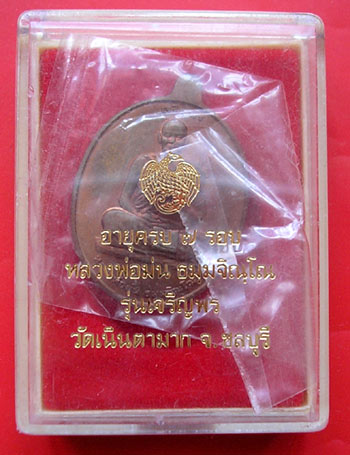 อายุครบ ๗ รอบ
หลวงพ่อม่น ธมฺมจิณฺโณ
รุ่นเจริญพร
วัดเนินตามาก จ.ชลบุรี